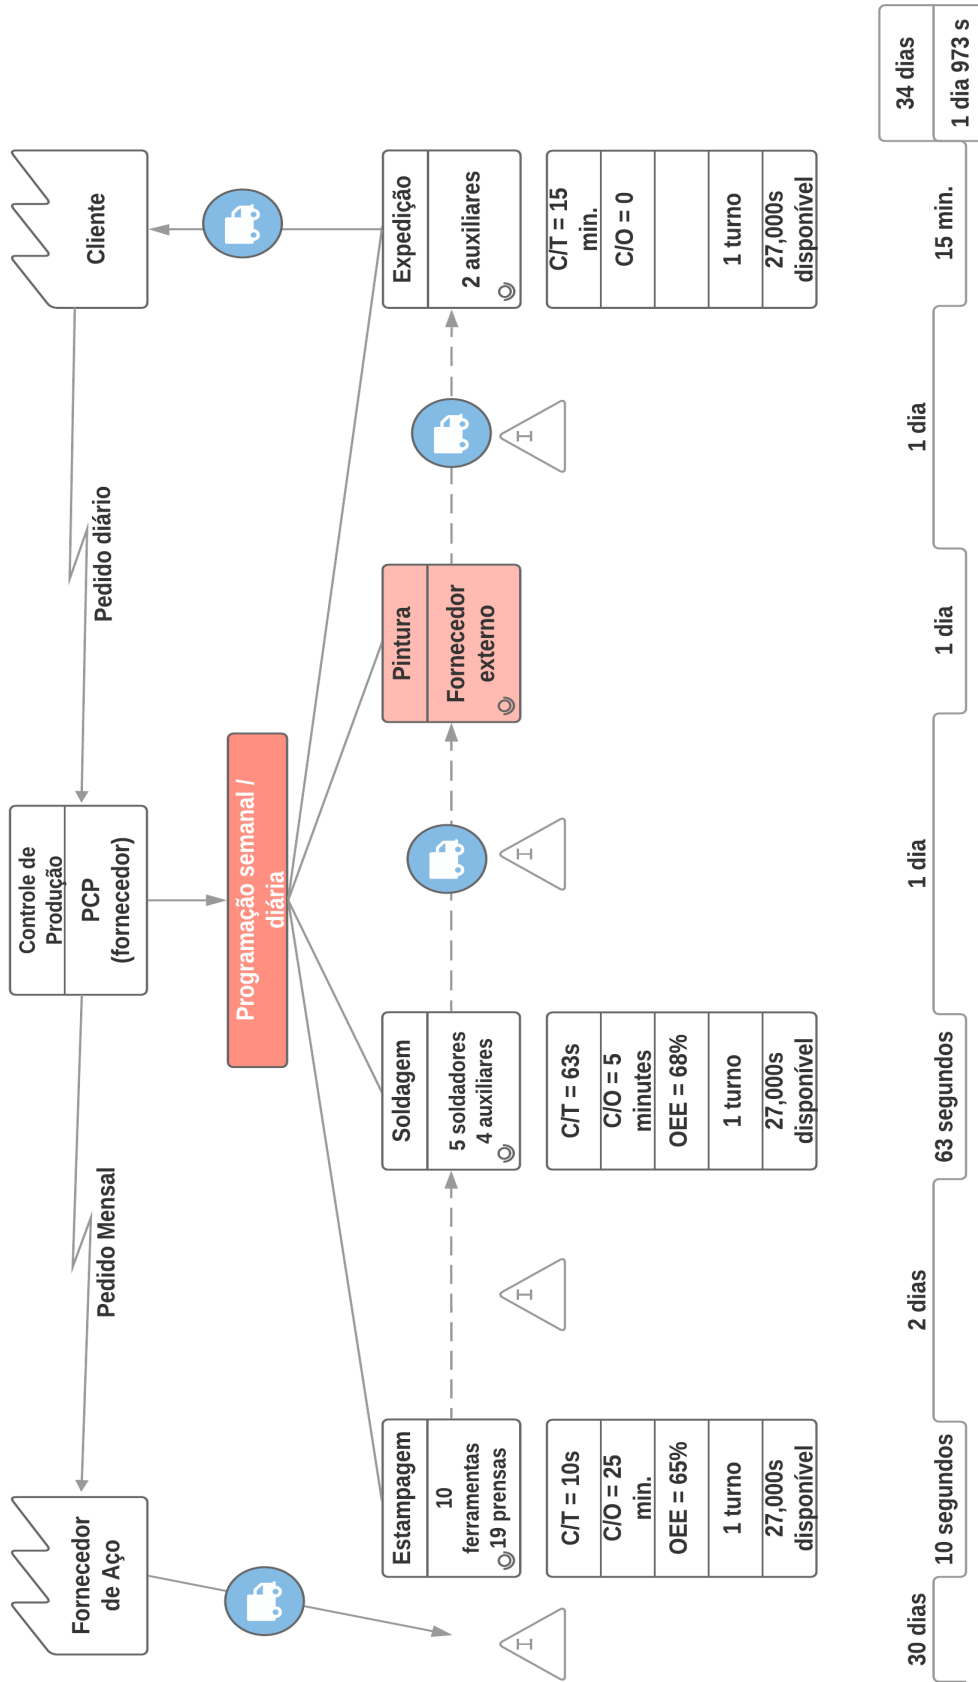 Fornecedor
de Aço
Pedido Mensal
Controle de
Produção
PCP
(fornecedor)
Pedido diário
Cliente
Programação semanal /
diária
Estampagem
10
ferramentas
19 prensas
Soldagem
5 soldadores
4 auxiliares
Pintura
Fornecedor
externo
Expedição
2 auxiliares
I
I
I
I
C/T = 10s
C/O = 25
min.
OEE = 65%
1 turno
27,000s
disponível
C/T = 63s
C/O = 5
minutes
OEE = 68%
1 turno
27,000s
disponível
C/T = 15
min.
C/O = 0
1 turno
27,000s
disponível
30 dias
10 segundos
2 dias
63 segundos
1 dia
1 dia
1 dia
15 min.
34 dias
1 dia 973 s